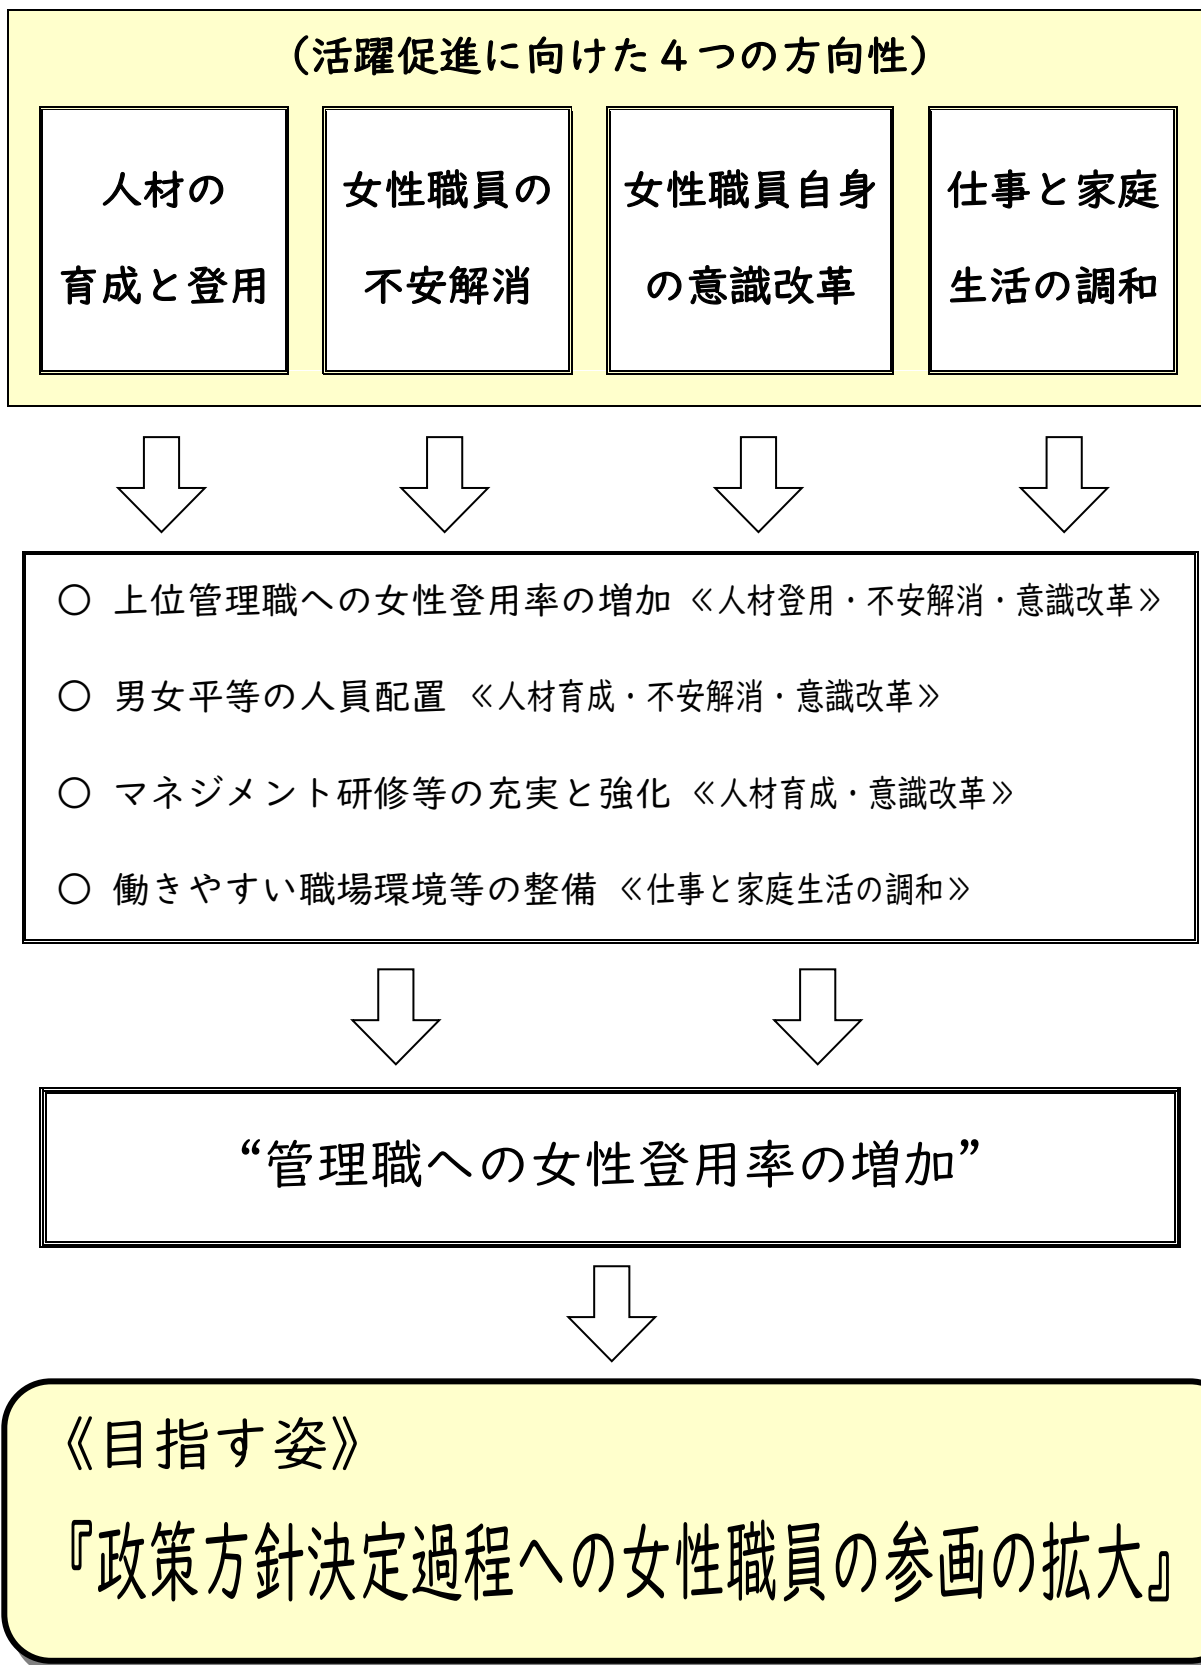 （活躍促進に向けた４つの方向性）
人材の
育成と登用
女性職員の
不安解消
女性職員自身
の意識改革
仕事と家庭
生活の調和
○ 上位管理職への女性登用率の増加 ≪人材登用・不安解消・意識改革≫
○ 男女平等の人員配置 ≪人材育成・不安解消・意識改革≫
○ マネジメント研修等の充実と強化 ≪人材育成・意識改革≫
○ 働きやすい職場環境等の整備 ≪仕事と家庭生活の調和≫
“管理職への女性登用率の増加”
《目指す姿》
『政策方針決定過程への女性職員の参画の拡大』